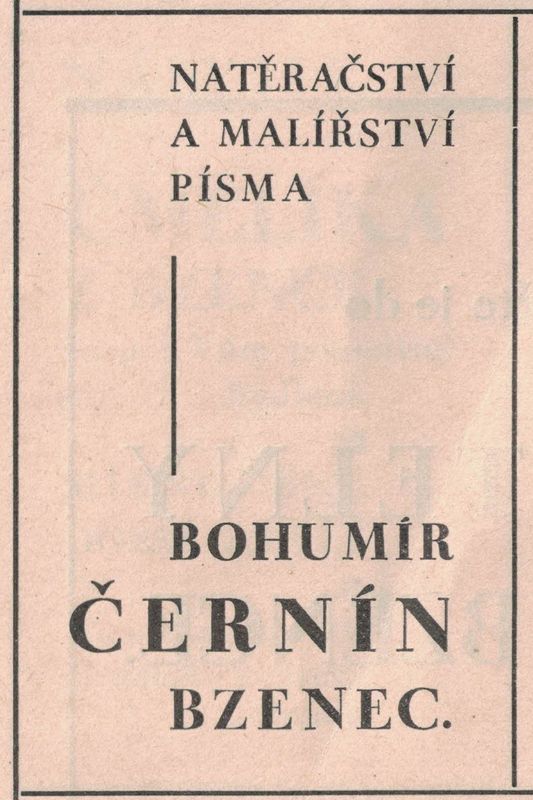 NATĚRAČSTVÍ
A MALÍŘSTVÍ
PÍSMA
BOHUMÍR
ČERNÍN
BZENEC.